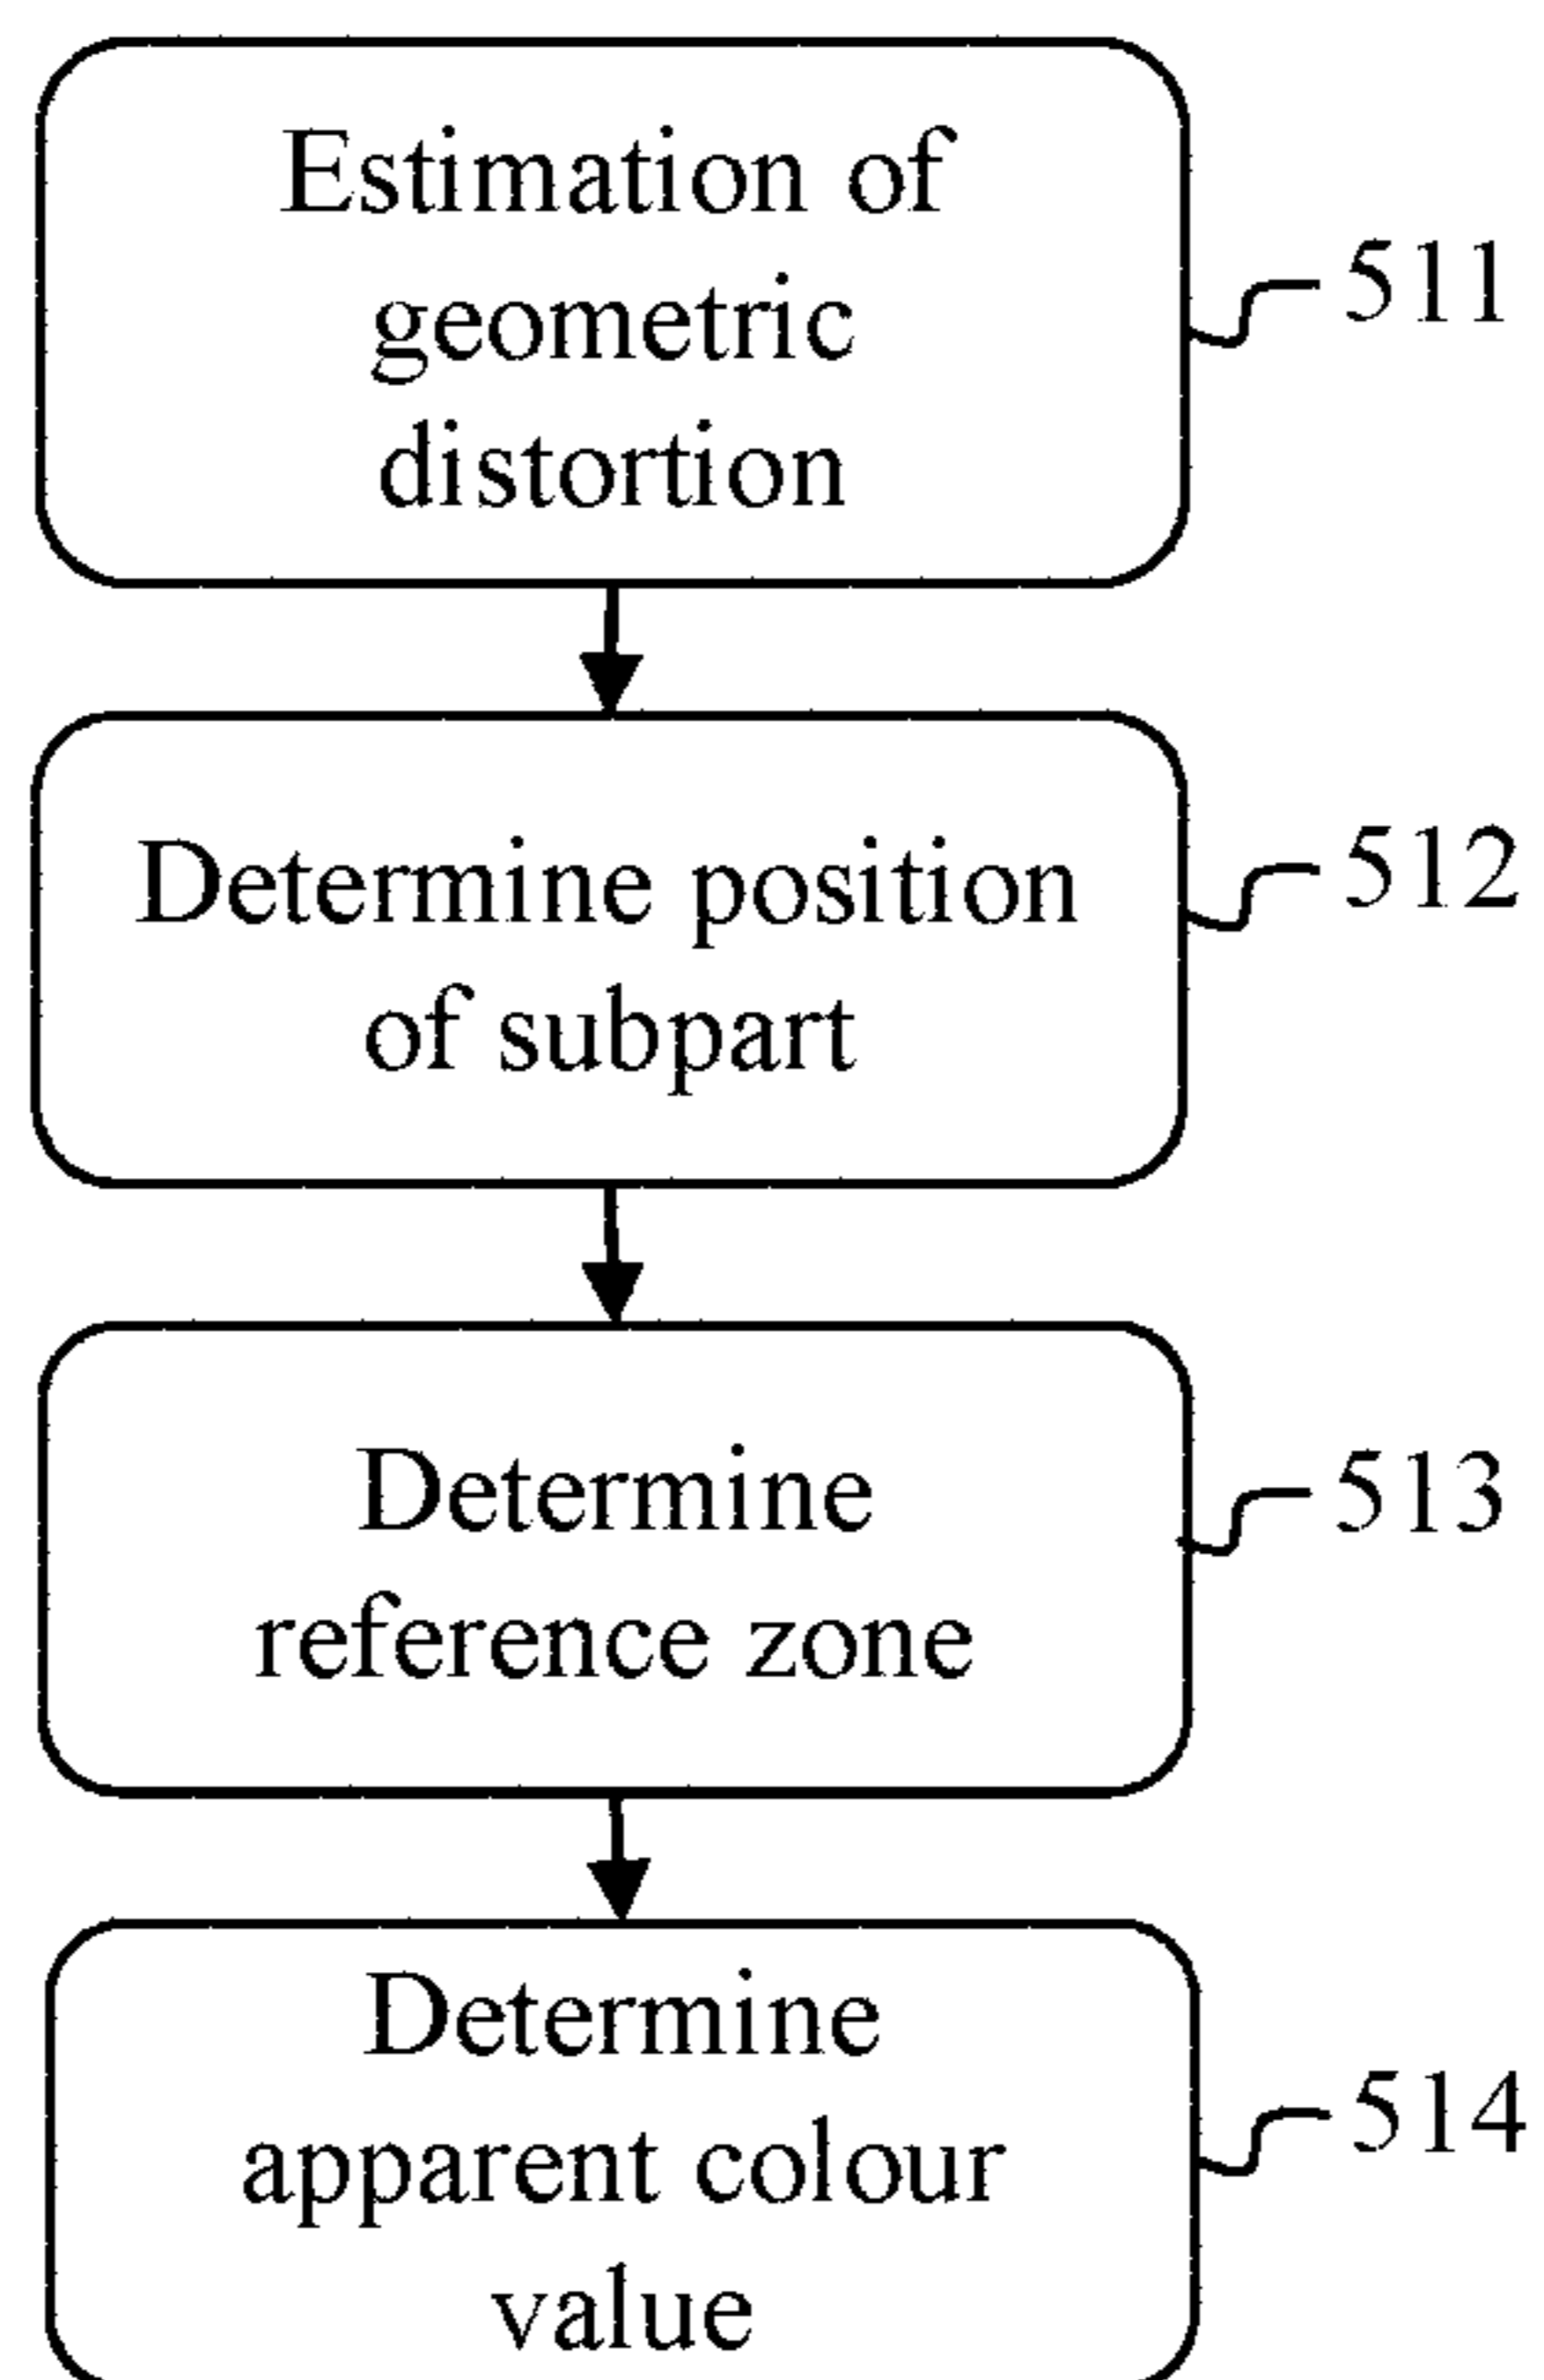 Estimation of
geometric
distortion
511
Determine position
of subpart
512
Determine
reference zone
513
Determine
apparent colour
value
514